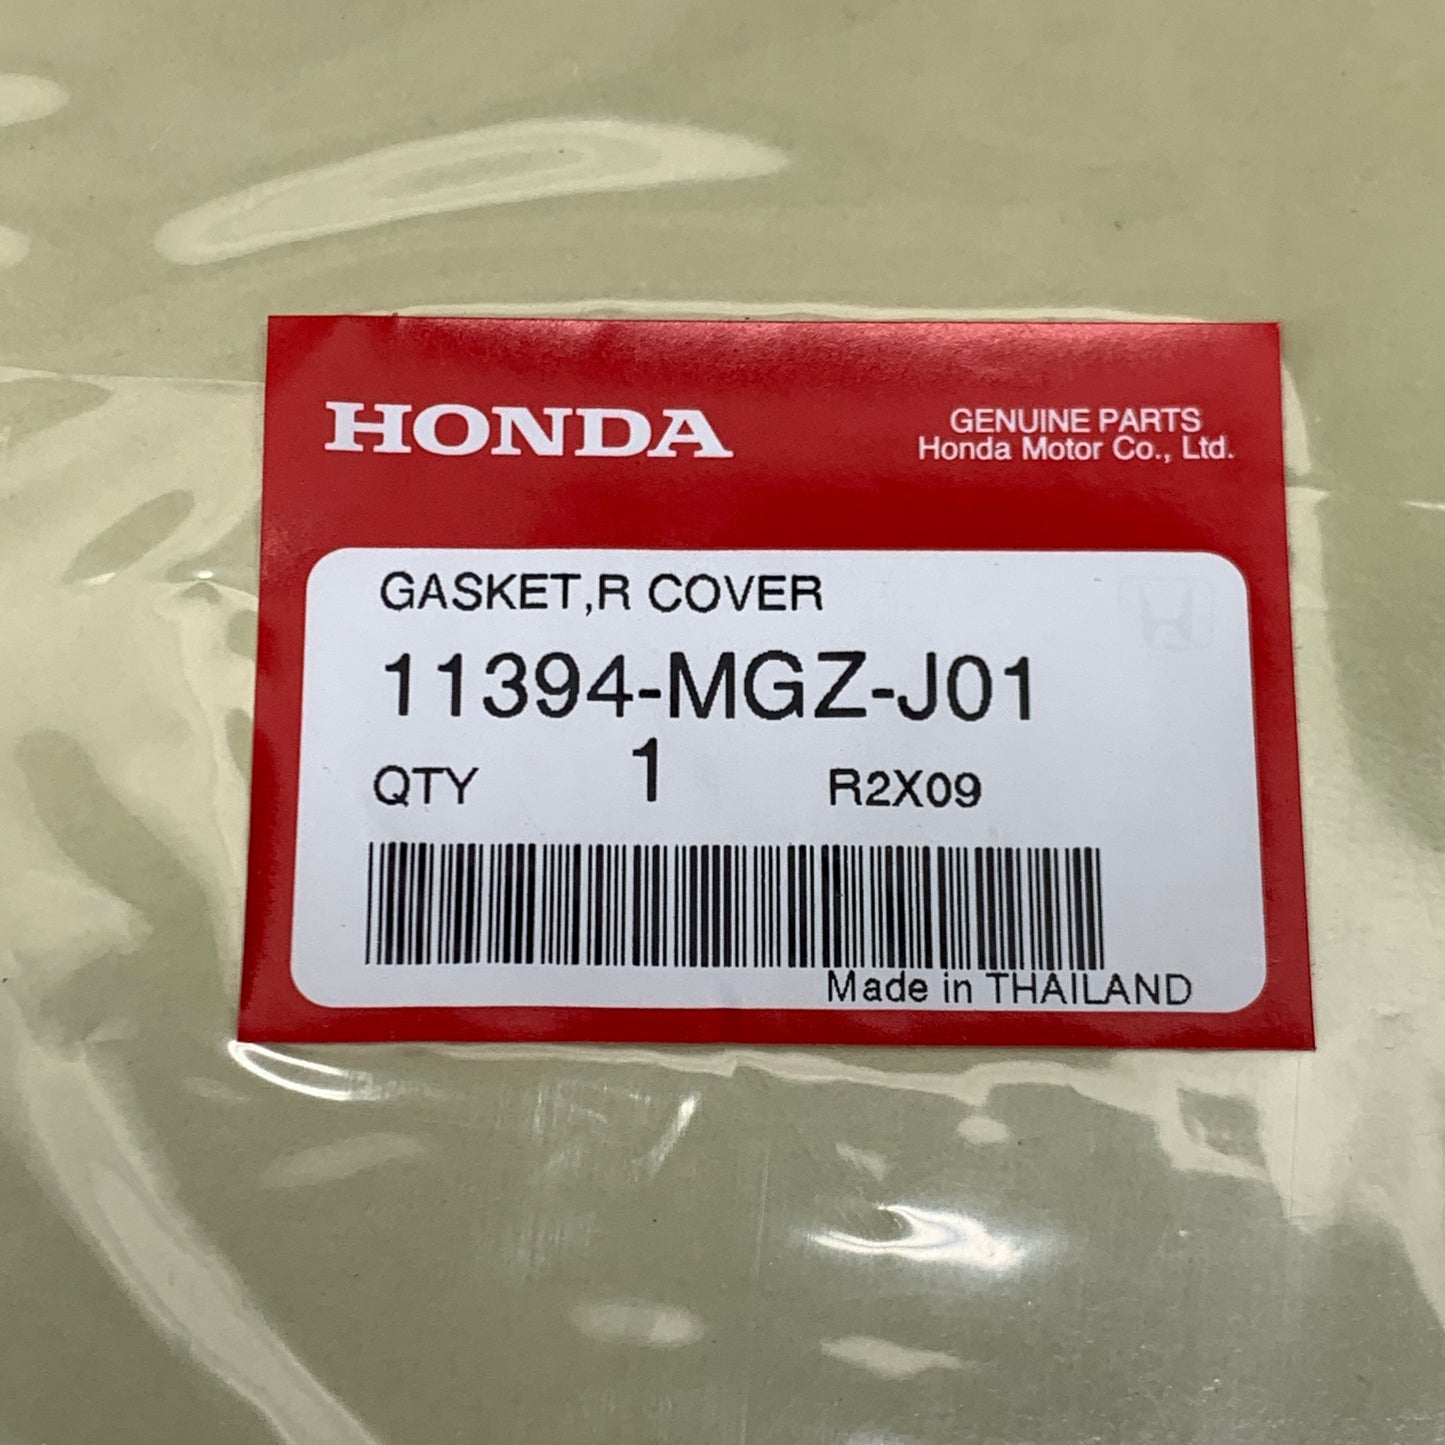 HONDA
GENUINE PARTS
Honda Motor Co., Ltd.
GASKET,R COVER
11394-MGZ-J01
QTY 1 R2X09
Made in THAILAND